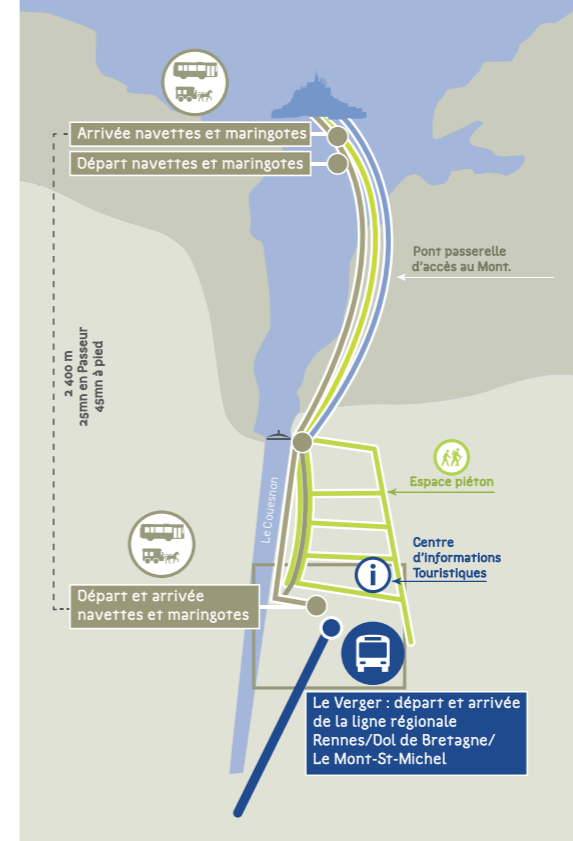 Arrivée navettes et maringotes
Départ navettes et maringotes
Pont passerelle
d'accès au Mont.
2 400 m
25mn en Passeur
45mn à pied
Le Couesnon
Espace piéton
Centre
d'informations
Touristiques
i
Départ et arrivée
navettes et maringotes
Le Verger : départ et arrivée
de la ligne régionale
Rennes/Dol de Bretagne/
Le Mont-St-Michel